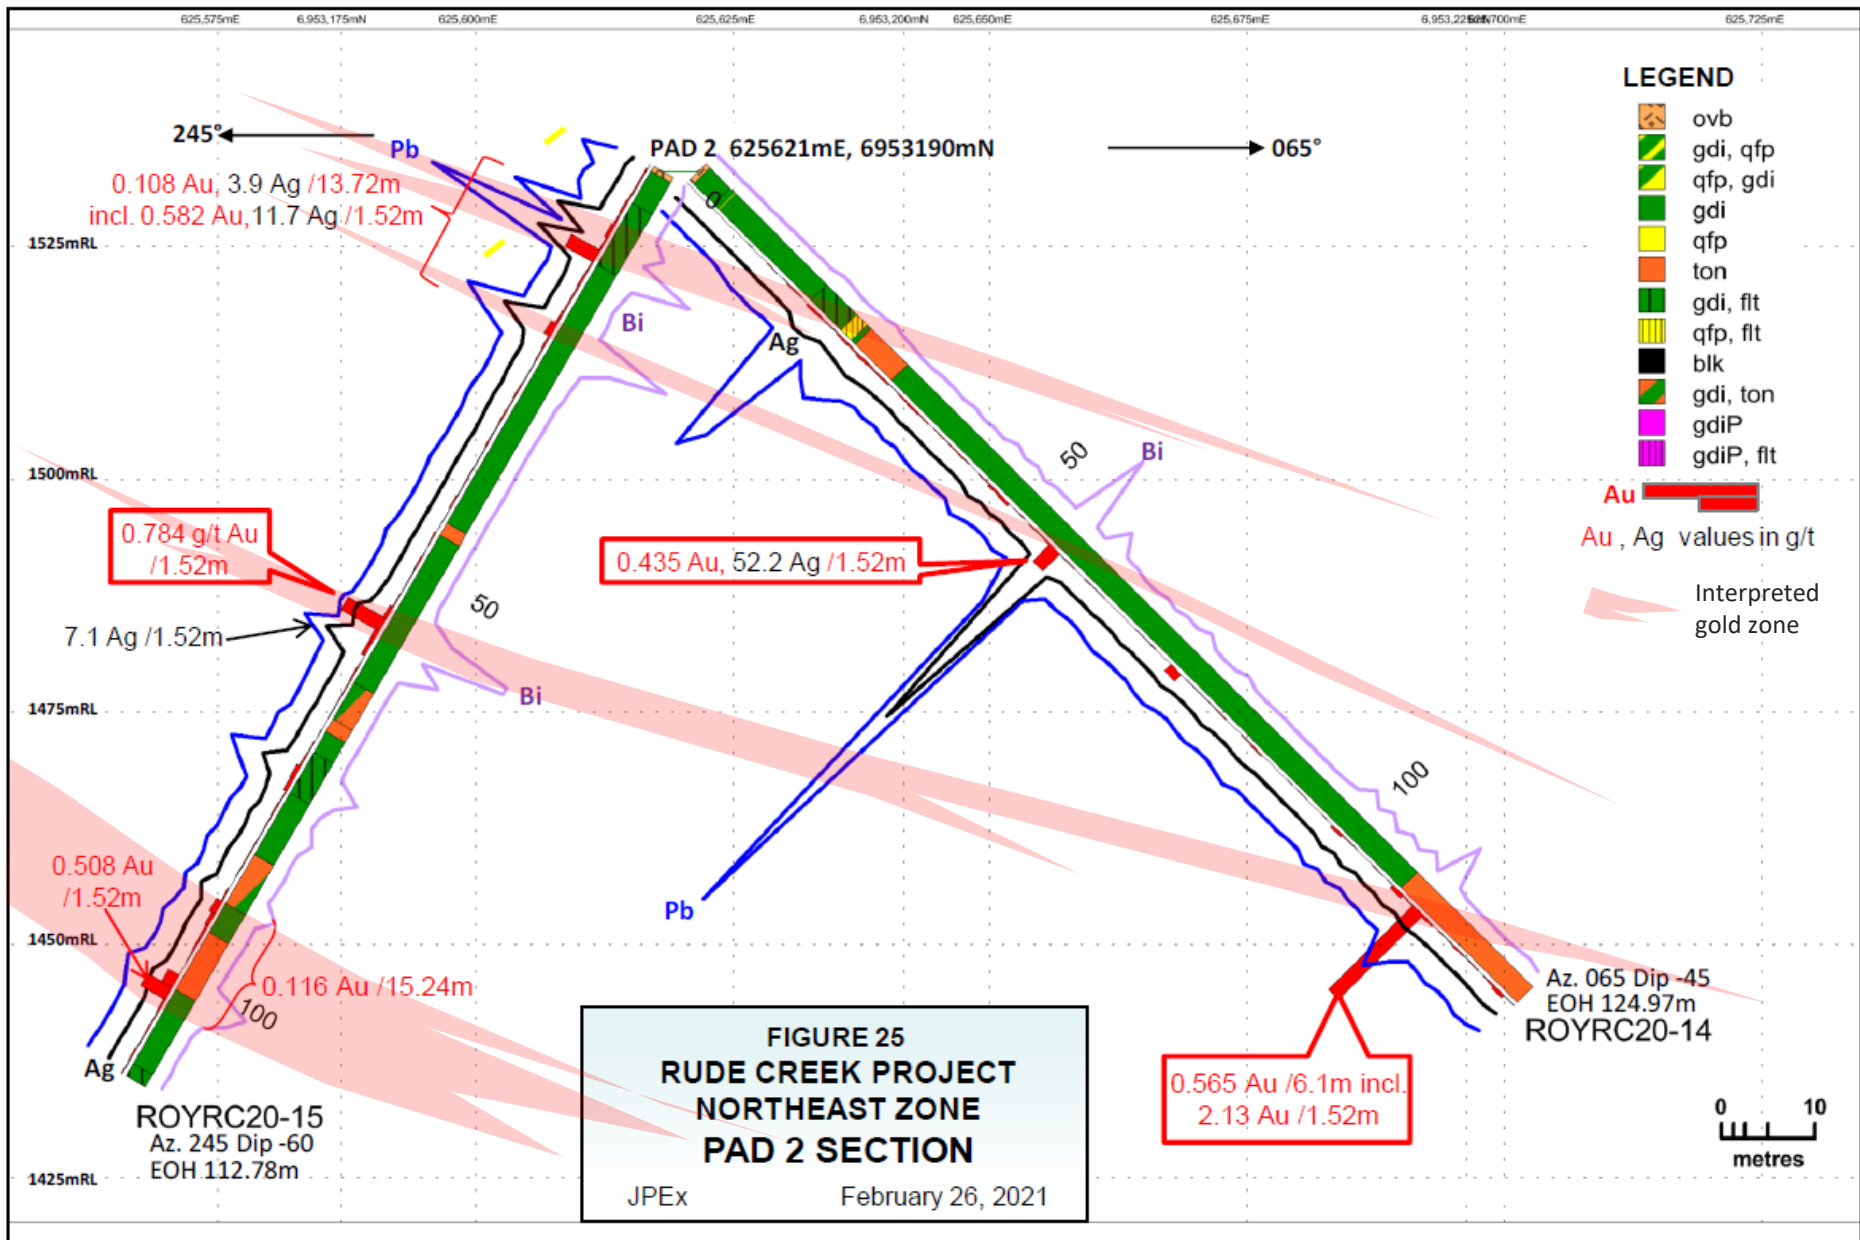 625,575mE 6,953,175mN 625,600mE 625,625mE 6,953,200mN 625,650mE 625,675mE 625,725mE
245°
Pb
PAD 2 625621mE, 6953190mN
065°
0.108 Au, 3.9 Ag /13.72m
incl. 0.582 Au, 11.7 Ag /1.52m
0
1525mRL
Bi
Ag
LEGEND
ovb
gdi, qfp
qfp, gdi
gdi
qfp
ton
gdi, flt
qfp, flt
blk
gdi, ton
gdiP
gdiP, flt
Au
Au , Ag values in g/t
Interpreted
gold zone
50
Bi
1500mRL
0.784 g/t Au
/1.52m
0.435 Au, 52.2 Ag /1.52m
50
7.1 Ag /1.52m
Bi
1475mRL
100
0.508 Au
/1.52m
Pb
1450mRL
0.116 Au /15.24m
100
Az. 065 Dip -45
EOH 124.97m
ROYRC20-14
Ag
ROYRC20-15
Az. 245 Dip -60
EOH 112.78m
0.565 Au /6.1m incl.
2.13 Au /1.52m
0 10
metres
1425mRL
FIGURE 25
RUDE CREEK PROJECT
NORTHEAST ZONE
PAD 2 SECTION
JPEx February 26, 2021